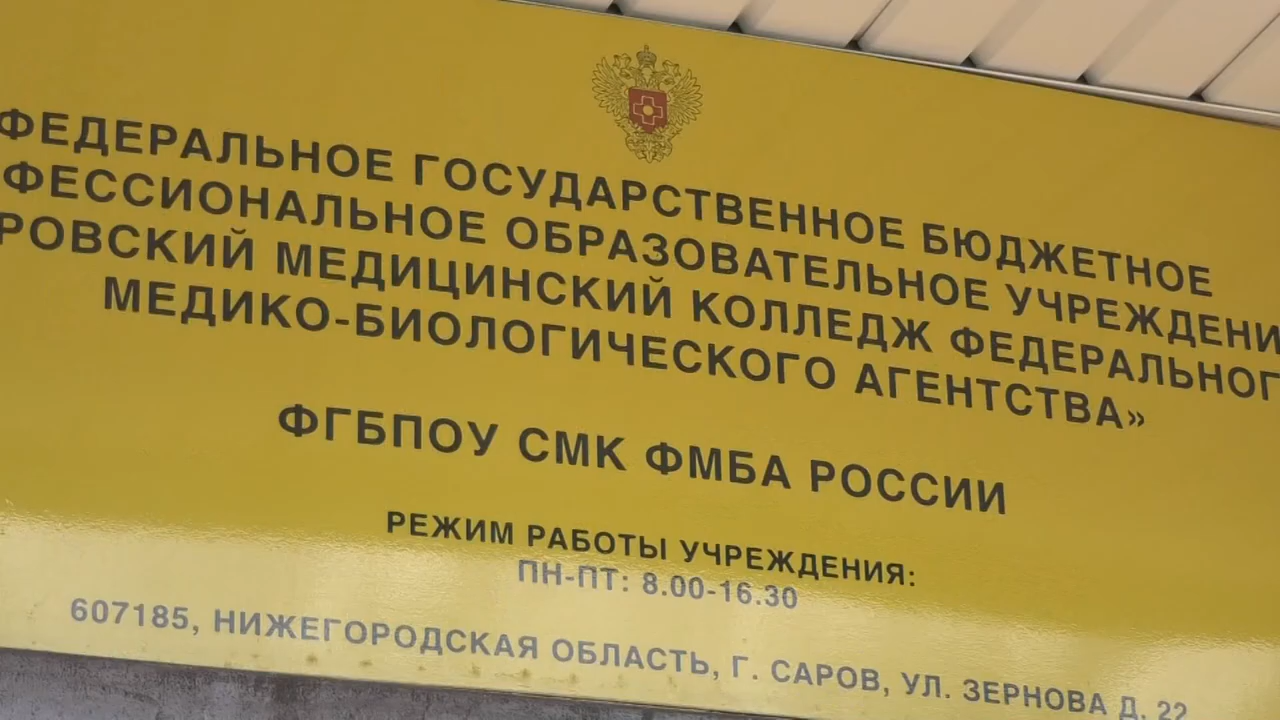 ФЕДЕРАЛЬНОЕ ГОСУДАРСТВЕННОЕ БЮДЖЕТНОЕ
ФЕССИОНАЛЬНОЕ ОБРАЗОВАТЕЛЬНОЕ УЧРЕЖДЕНИ
РОВСКИЙ МЕДИЦИНСКИЙ КОЛЛЕДЖ ФЕДЕРАЛЬНОГ
МЕДИКО-БИОЛОГИЧЕСКОГО АГЕНТСТВА»
ФГБПОУ СМК ФМБА РОССИИ
РЕЖИМ РАБОТЫ УЧРЕЖДЕНИЯ:
ПН-ПТ: 8.00-16.30
607185, НИЖЕГОРОДСКАЯ ОБЛАСТЬ, Г. САРОВ, УЛ. ЗЕРНОВА Д. 22